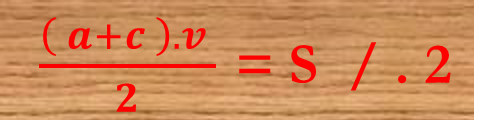 (a+c).v
2
= S / . 2